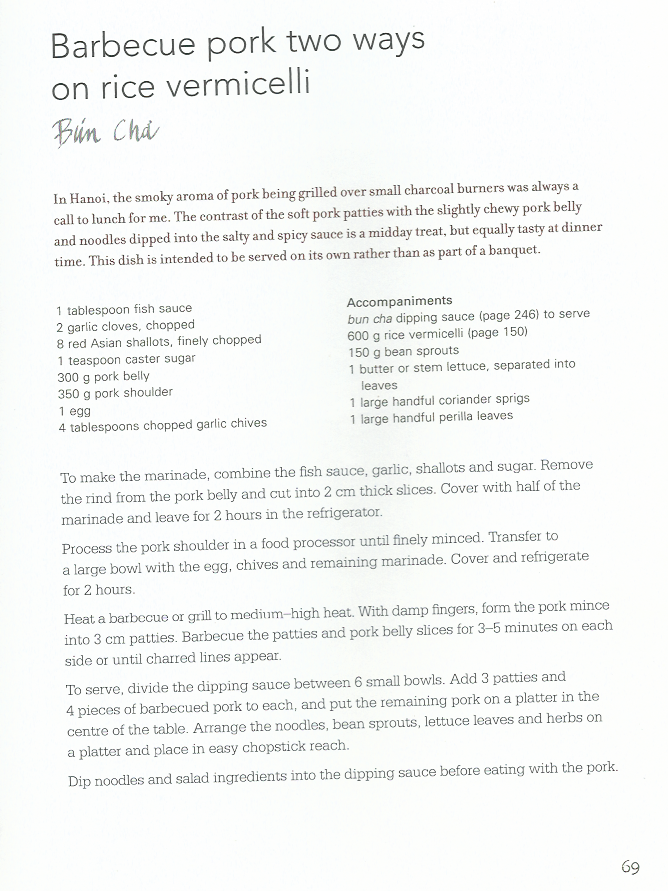 Barbecue pork two ways
on rice vermicelli
Bún Chả
In Hanoi, the smoky aroma of pork being grilled over small charcoal burners was always a
call to lunch for me. The contrast of the soft pork patties with the slightly chewy pork belly
and noodles dipped into the salty and spicy sauce is a midday treat, but equally tasty at dinner
time. This dish is intended to be served on its own rather than as part of a banquet.
1 tablespoon fish sauce
2 garlic cloves, chopped
8 red Asian shallots, finely chopped
1 teaspoon caster sugar
300 g pork belly
350 g pork shoulder
1 egg
4 tablespoons chopped garlic chives
Accompaniments
bun cha dipping sauce (page 246) to serve
600 g rice vermicelli (page 150)
150 g bean sprouts
1 butter or stem lettuce, separated into
leaves
1 large handful coriander sprigs
1 large handful perilla leaves
To make the marinade, combine the fish sauce, garlic, shallots and sugar. Remove
the rind from the pork belly and cut into 2 cm thick slices. Cover with half of the
marinade and leave for 2 hours in the refrigerator.
Process the pork shoulder in a food processor until finely minced. Transfer to
a large bowl with the egg, chives and remaining marinade. Cover and refrigerate
for 2 hours.
Heat a barbecue or grill to medium–high heat. With damp fingers, form the pork mince
into 3 cm patties. Barbecue the patties and pork belly slices for 3–5 minutes on each
side or until charred lines appear.
To serve, divide the dipping sauce between 6 small bowls. Add 3 patties and
4 pieces of barbecued pork to each, and put the remaining pork on a platter in the
centre of the table. Arrange the noodles, bean sprouts, lettuce leaves and herbs on
a platter and place in easy chopstick reach.
Dip noodles and salad ingredients into the dipping sauce before eating with the pork.
69